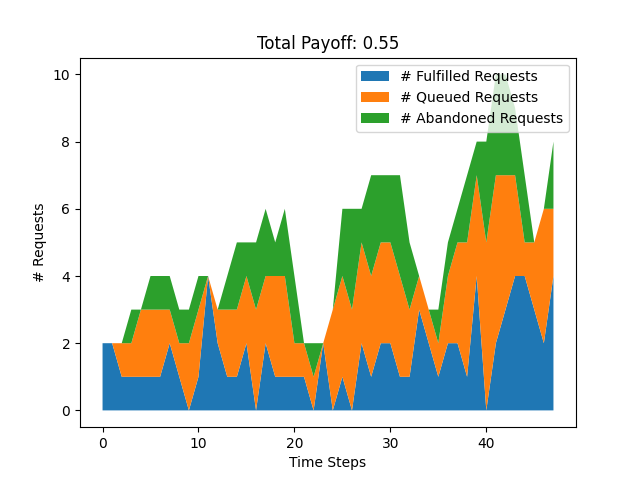 Total Payoff: 0.55
# Fulfilled Requests
# Queued Requests
# Abandoned Requests
10
8
6
4
2
0
# Requests
0 10 20 30 40
Time Steps